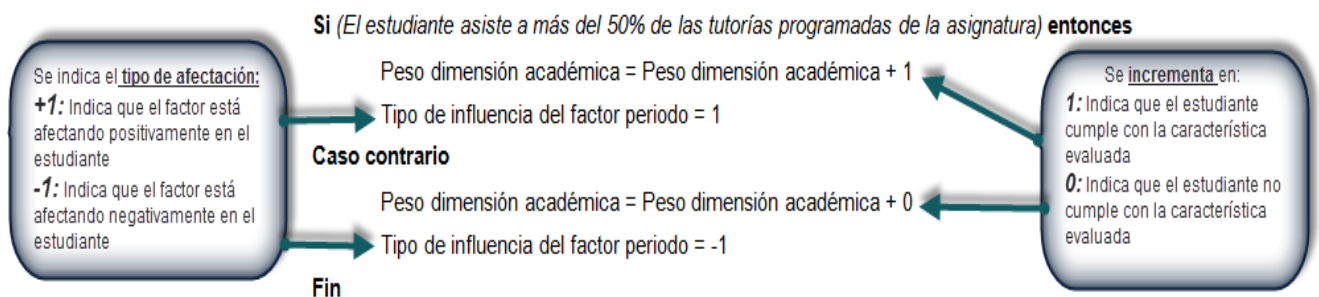 Si (El estudiante asiste a más del 50% de las tutorías programadas de la asignatura) entonces
Se indica el tipo de afectación:
+1: Indica que el factor está
afectando positivamente en el
estudiante
-1: Indica que el factor está
afectando negativamente en el
estudiante
Peso dimensión académica = Peso dimensión académica + 1
Tipo de influencia del factor periodo = 1
Caso contrario
Peso dimensión académica = Peso dimensión académica + 0
Tipo de influencia del factor periodo = -1
Fin
Se incrementa en:
1: Indica que el estudiante
cumple con la característica
evaluada
0: Indica que el estudiante no
cumple con la característica
evaluada